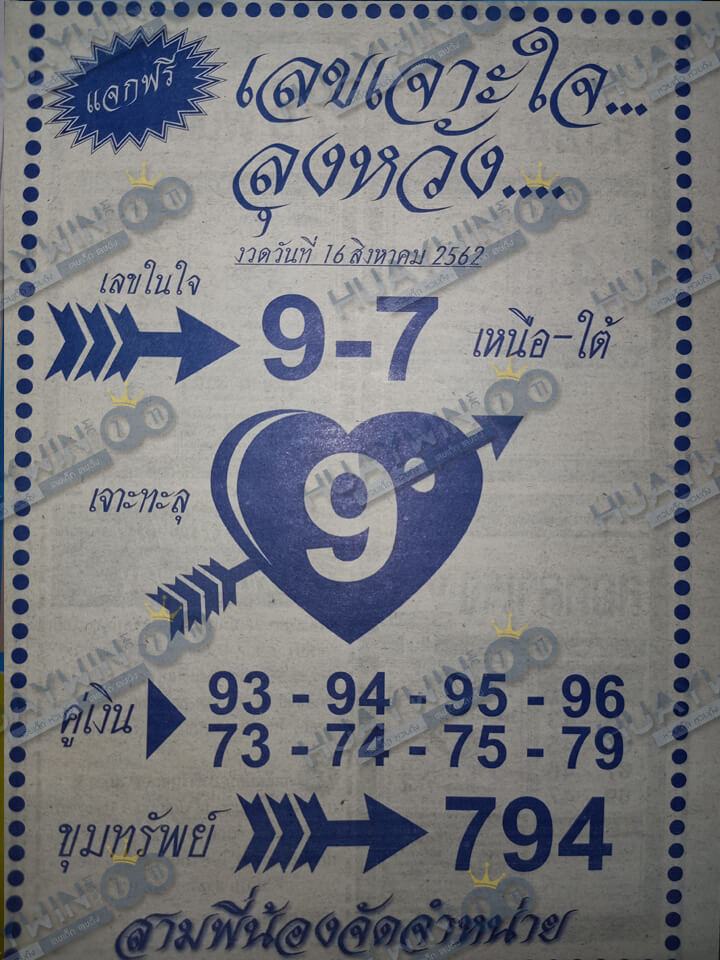 แจกฟรี
เลขเจาะใจ...
ลุงหวัง....
งวดวันที่ 16 สิงหาคม 2562
เลขในใจ
9-7
เหนือ-ใต้
เจาะทะลุ
9
คู่เงิน
93 - 94 - 95 - 96
73 - 74 - 75 - 79
ขุมทรัพย์
794
สามพี่น้องจัดจำหน่าย
HUAYWIN